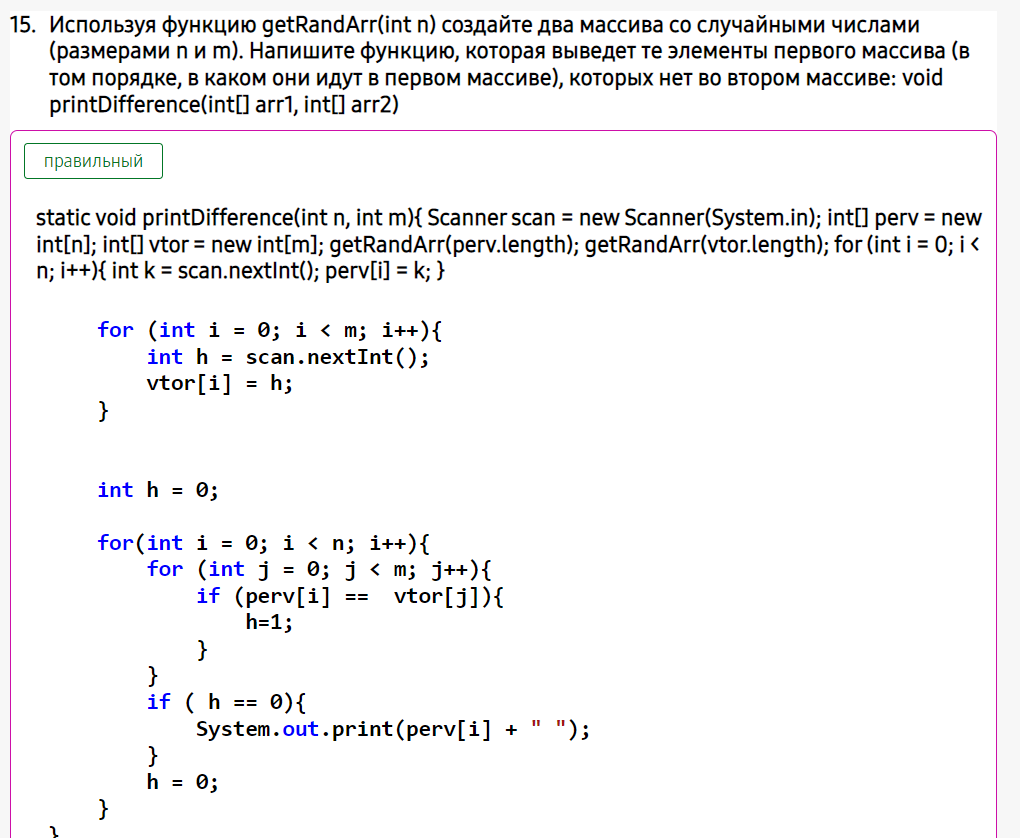 15. Используя функцию getRandArr(int n) создайте два массива со случайными числами
(размерами n и m). Напишите функцию, которая выведет те элементы первого массива (в
том порядке, в каком они идут в первом массиве), которых нет во втором массиве: void
printDifference(int[] arr1, int[] arr2)
правильный
static void printDifference(int n, int m){ Scanner scan = new Scanner(System.in); int[] perv = new
int[n]; int[] vtor = new int[m]; getRandArr(perv.length); getRandArr(vtor.length); for (int i = 0; i <
n; i++){ int k = scan.nextInt(); perv[i] = k; }
for (int i = 0; i < m; i++){
int h = scan.nextInt();
vtor[i] = h;
}
int h = 0;
for(int i = 0; i < n; i++){
for (int j = 0; j < m; j++){
if (perv[i] ==  vtor[j]){
h=1;
}
}
if ( h == 0){
System.out.print(perv[i] + " ");
}
h = 0;
}
}